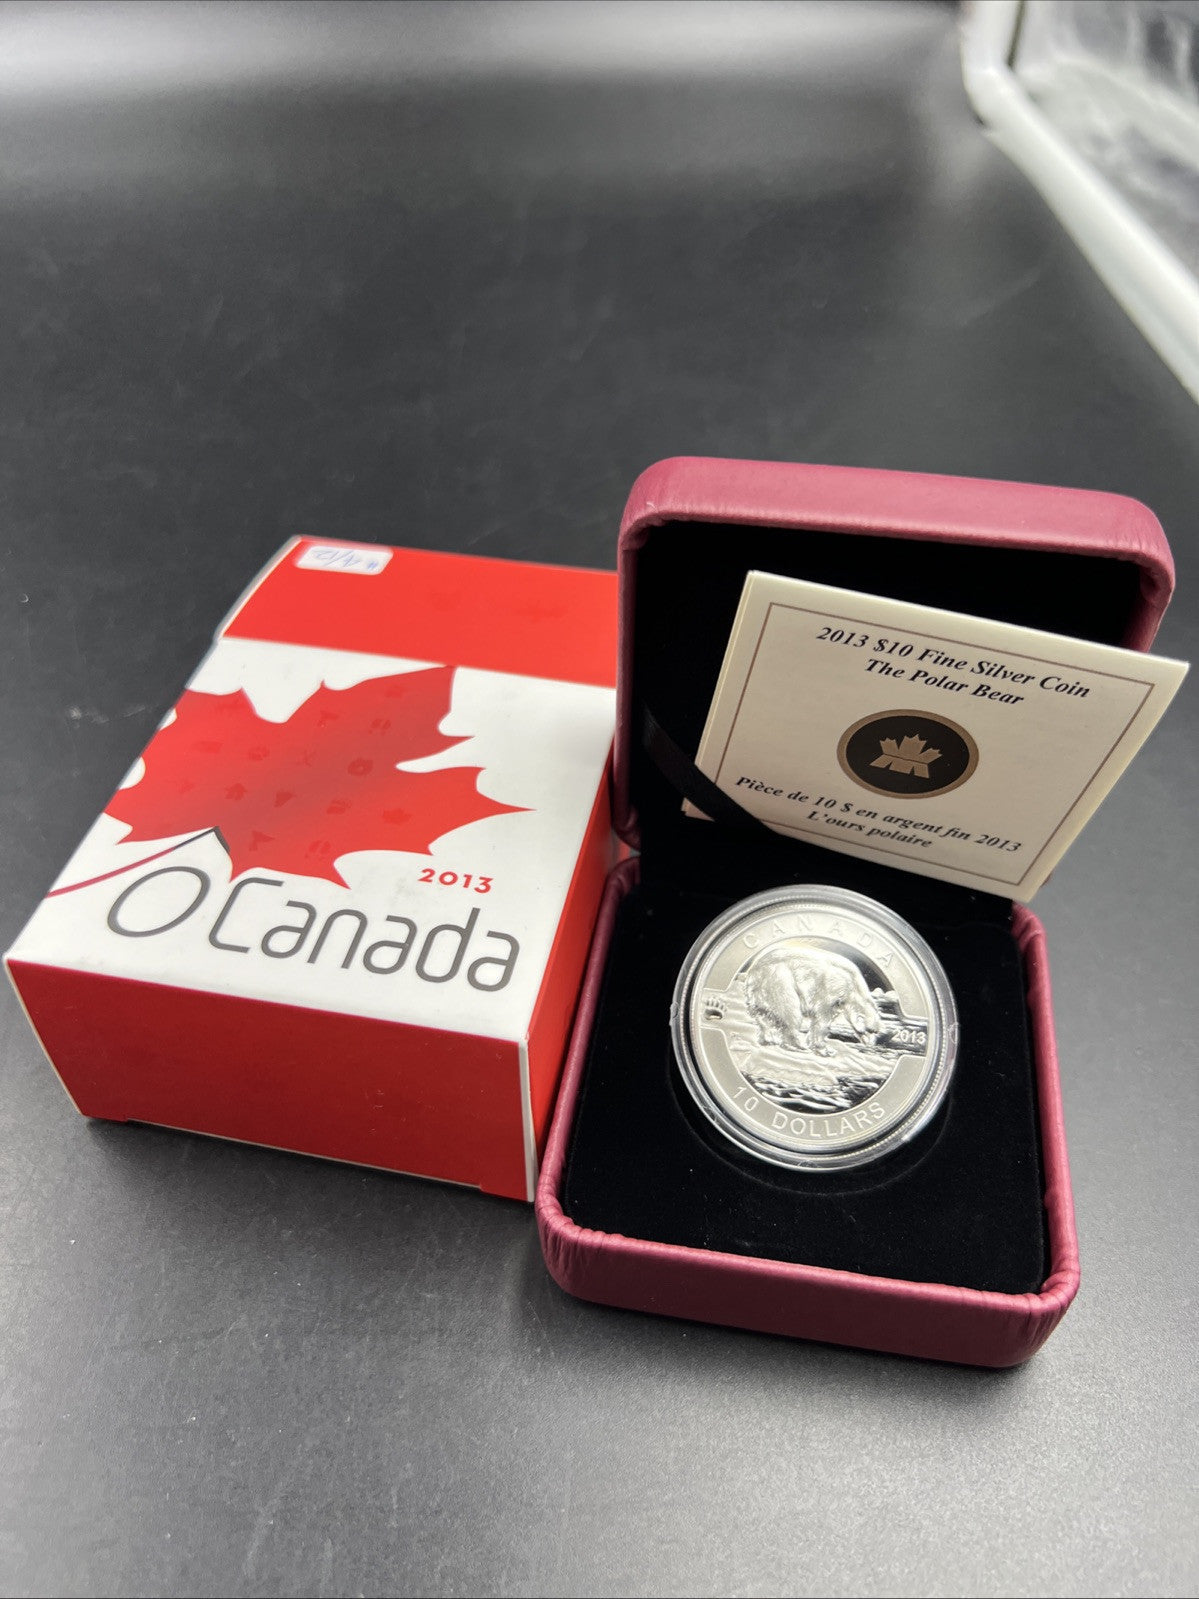 2013
O Canada
2013 $10 Fine Silver Coin
The Polar Bear
Pièce de 10 $ en argent fin 2013
L'ours polaire
CANADA
2013
10 DOLLARS